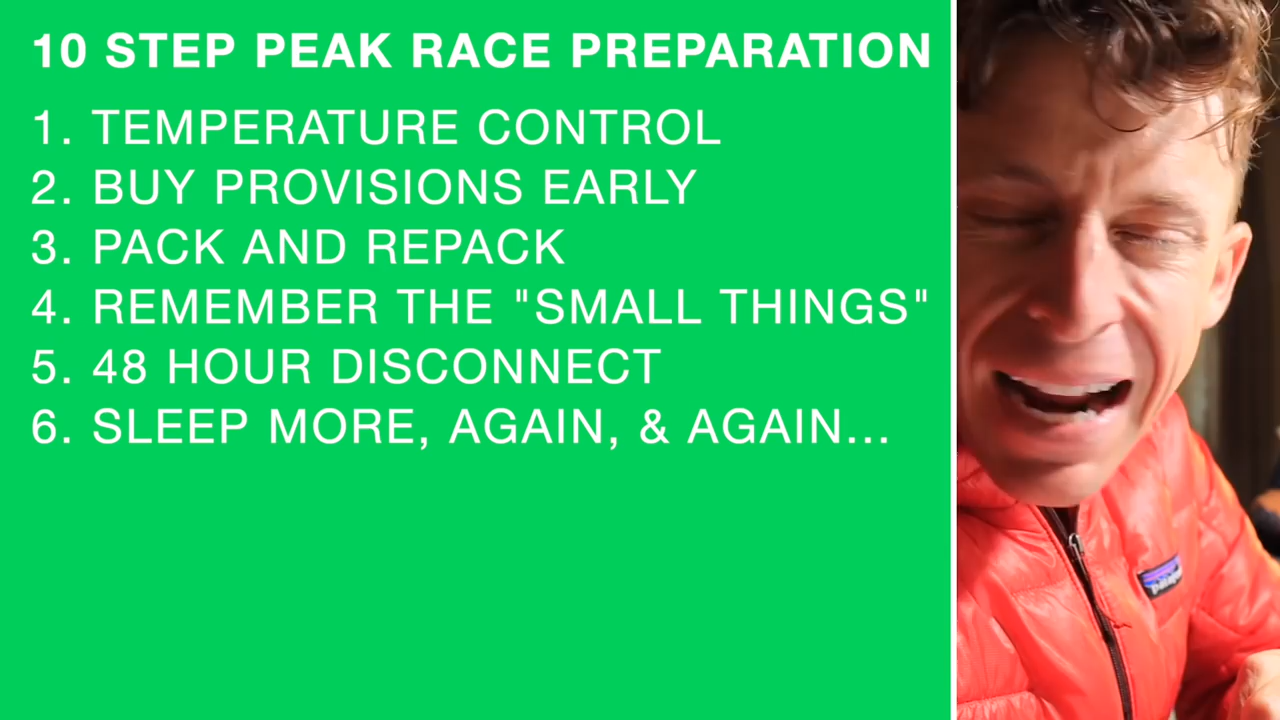 10 STEP PEAK RACE PREPARATION
1. TEMPERATURE CONTROL
2. BUY PROVISIONS EARLY
3. PACK AND REPACK
4. REMEMBER THE "SMALL THINGS"
5. 48 HOUR DISCONNECT
6. SLEEP MORE, AGAIN, & AGAIN...
patagonia